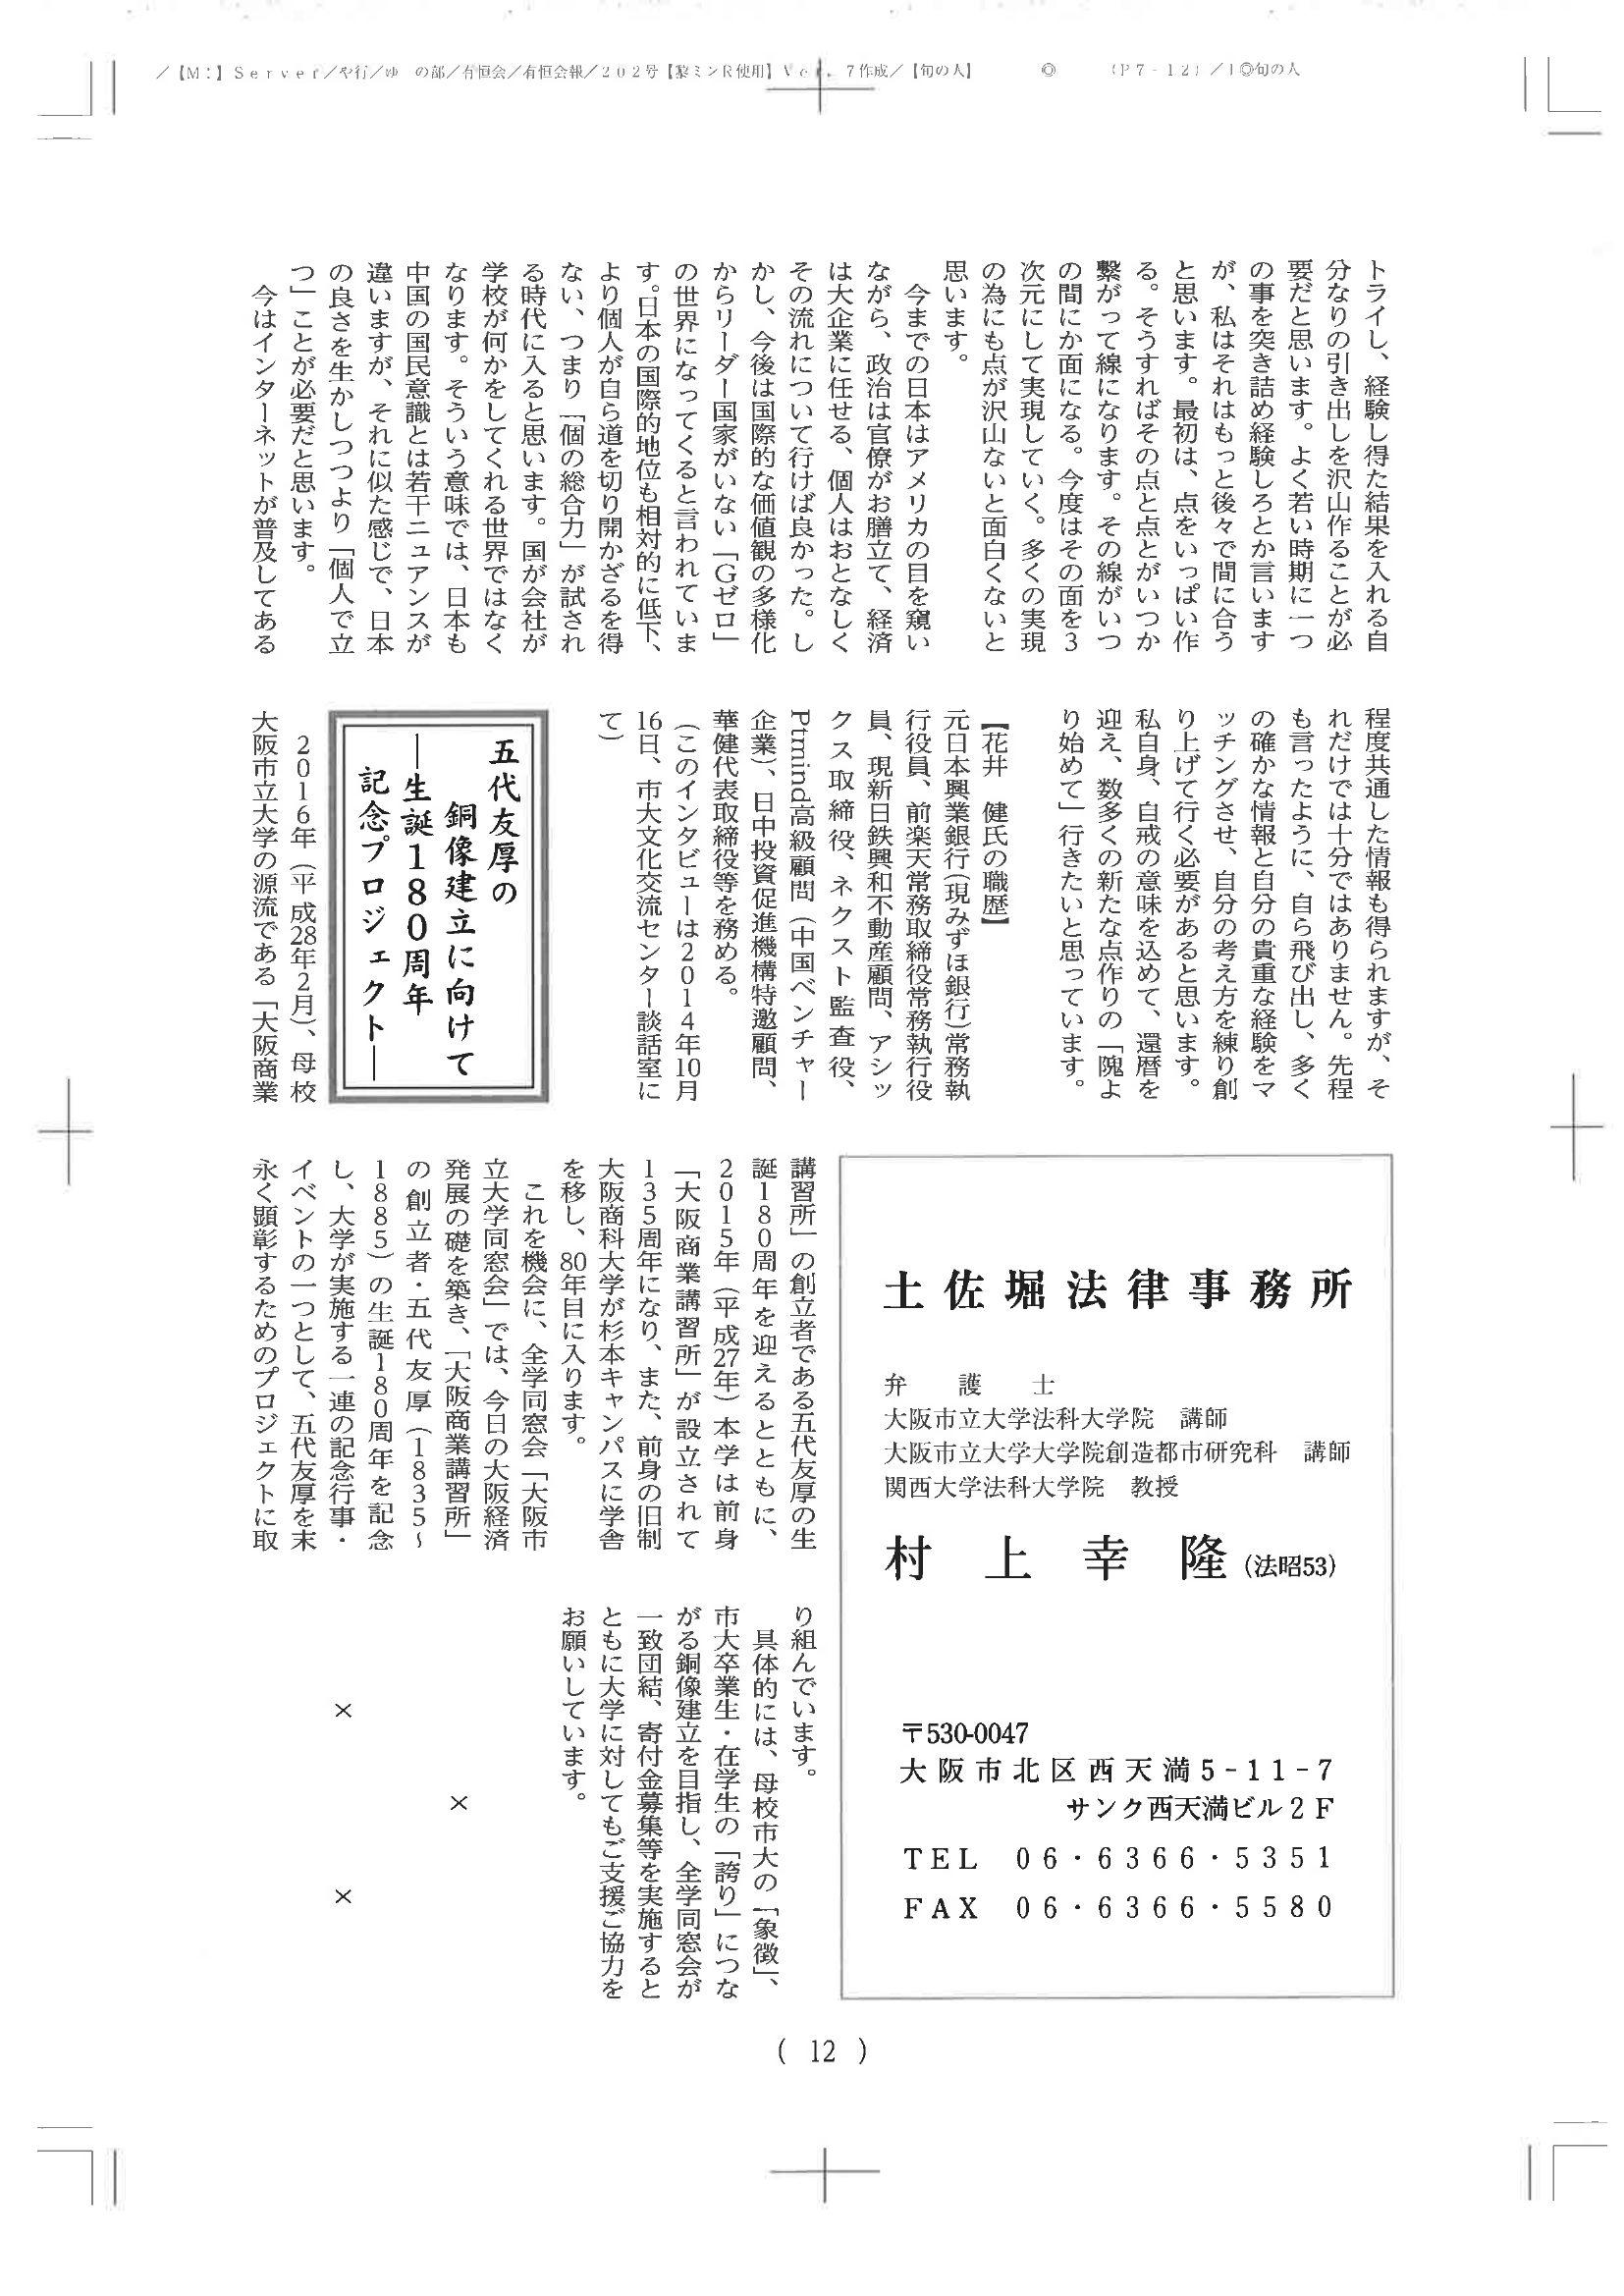 ／【M：】Server／や行／ゆ の部／有恒会／有恒会報／202号【黎ミンR使用】Ver．7作成／【旬の人】 ◎ （P7-12）／1◎旬の人
トライし、経験し得た結果を入れる自
分なりの引き出しを沢山作ることが必
要だと思います。よく若い時期に一つ
の事を突き詰め経験しろとか言います
が、私はそれはもっと後々で間に合う
と思います。最初は、点をいっぱい作
る。そうすればその点と点とがいつか
繋がって線になります。その線がいつ
の間にか面になる。今度はその面を3
次元にして実現していく。多くの実現
の為にも点が沢山ないと面白くないと
思います。
今までの日本はアメリカの目を窺い
ながら、政治は官僚がお膳立て、経済
は大企業に任せる、個人はおとなしく
その流れについて行けば良かった。し
かし、今後は国際的な価値観の多様化
からリーダー国家がいない「Gゼロ」
の世界になってくると言われていま
す。日本の国際的地位も相対的に低下、
より個人が自ら道を切り開かざるを得
ない、つまり「個の総合力」が試され
る時代に入ると思います。国が会社が
学校が何かをしてくれる世界ではなく
なります。そういう意味では、日本も
中国の国民意識とは若干ニュアンスが
違いますが、それに似た感じで、日本
の良さを生かしつつより「個人で立
つ」ことが必要だと思います。
今はインターネットが普及してある
程度共通した情報も得られますが、そ
れだけでは十分ではありません。先程
も言ったように、自ら飛び出し、多く
の確かな情報と自分の貴重な経験をマ
ッチングさせ、自分の考え方を練り創
り上げて行く必要があると思います。
私自身、自戒の意味を込めて、還暦を
迎え、数多くの新たな点作りの「隗よ
り始めて」行きたいと思っています。
【花井　健氏の職歴】
元日本興業銀行(現みずほ銀行)常務執
行役員、前楽天常務取締役常務執行役
員、現新日鉄興和不動産顧問、アシッ
クス取締役、ネクスト監査役、
Ptmind高級顧問（中国ベンチャー
企業）、日中投資促進機構特邀顧問、
華健代表取締役等を務める。
（このインタビューは2014年10月
16日、市大文化交流センター談話室に
て）
五代友厚の
銅像建立に向けて
―生誕180周年
記念プロジェクト―
2016年（平成28年2月）、母校
大阪市立大学の源流である「大阪商業
講習所」の創立者である五代友厚の生
誕180周年を迎えるとともに、
2015年（平成27年）本学は前身
「大阪商業講習所」が設立されて
135周年になり、また、前身の旧制
大阪商科大学が杉本キャンパスに学舎
を移し、80年目に入ります。
これを機会に、全学同窓会「大阪市
立大学同窓会」では、今日の大阪経済
発展の礎を築き、「大阪商業講習所」
の創立者・五代友厚（1835～
1885）の生誕180周年を記念
し、大学が実施する一連の記念行事・
イベントの一つとして、五代友厚を末
永く顕彰するためのプロジェクトに取
り組んでいます。
具体的には、母校市大の「象徴」、
市大卒業生・在学生の「誇り」につな
がる銅像建立を目指し、全学同窓会が
一致団結、寄付金募集等を実施すると
ともに大学に対してもご支援ご協力を
お願いしています。
×　×　×
土佐堀法律事務所
弁　護　士
大阪市立大学法科大学院　講師
大阪市立大学大学院創造都市研究科　講師
関西大学法科大学院　教授
村上幸隆（法昭53）
〒530-0047
大阪市北区西天満5-11-7
サンク西天満ビル2F
TEL　06・6366・5351
FAX　06・6366・5580
（12）